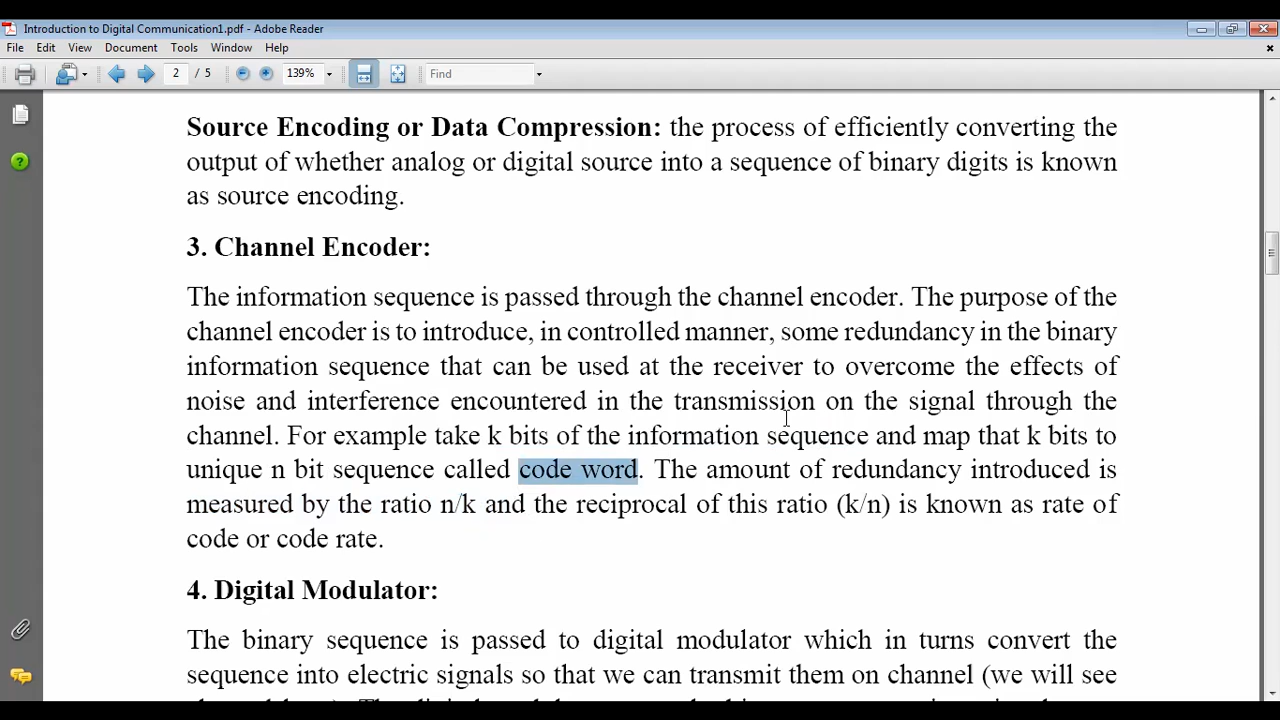 Introduction to Digital Communication1.pdf - Adobe Reader
File Edit View Document Tools Window Help
2 / 5 139% Find
Source Encoding or Data Compression: the process of efficiently converting the
output of whether analog or digital source into a sequence of binary digits is known
as source encoding.
3. Channel Encoder:
The information sequence is passed through the channel encoder. The purpose of the
channel encoder is to introduce, in controlled manner, some redundancy in the binary
information sequence that can be used at the receiver to overcome the effects of
noise and interference encountered in the transmission on the signal through the
channel. For example take k bits of the information sequence and map that k bits to
unique n bit sequence called code word. The amount of redundancy introduced is
measured by the ratio n/k and the reciprocal of this ratio (k/n) is known as rate of
code or code rate.
4. Digital Modulator:
The binary sequence is passed to digital modulator which in turns convert the
sequence into electric signals so that we can transmit them on channel (we will see